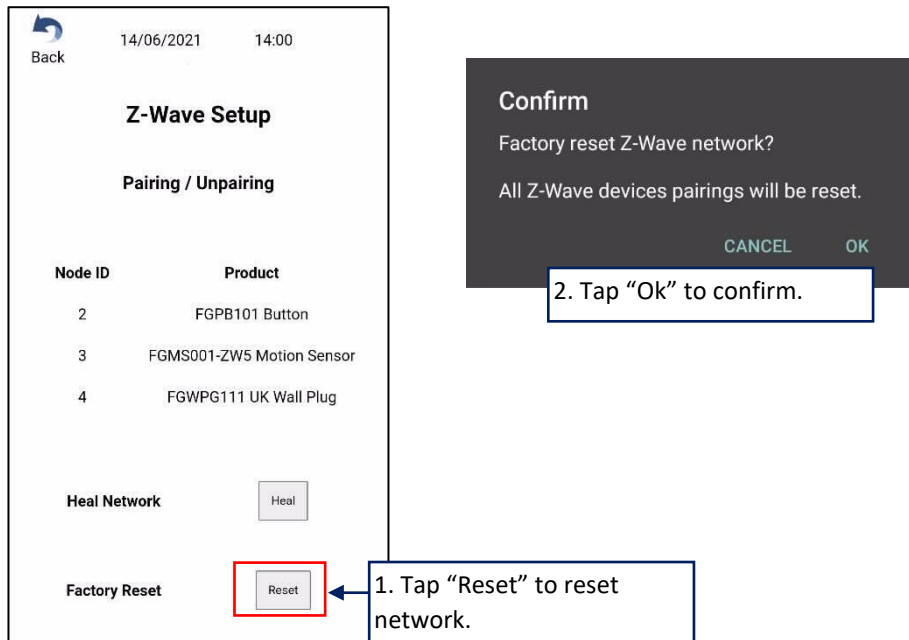 Back
14/06/2021 14:00
Z-Wave Setup
Pairing / Unpairing
Node ID Product
2 FGPB101 Button
3 FGMS001-ZW5 Motion Sensor
4 FGWPG111 UK Wall Plug
Heal Network Heal
Factory Reset Reset
1. Tap “Reset” to reset
network.
Confirm
Factory reset Z-Wave network?
All Z-Wave devices pairings will be reset.
CANCEL OK
2. Tap “Ok” to confirm.